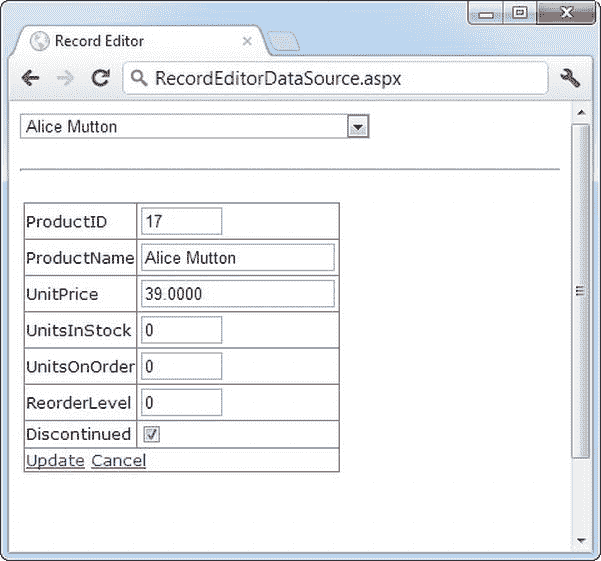 Record Editor
RecordEditorDataSource.aspx
Alice Mutton
ProductID 17
ProductName Alice Mutton
UnitPrice 39.0000
UnitsInStock 0
UnitsOnOrder 0
ReorderLevel 0
Discontinued
Update Cancel